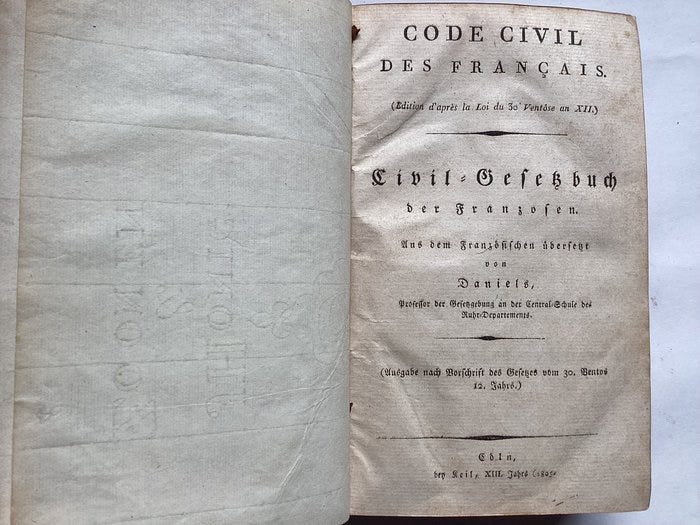 CODE CIVIL
DES FRANÇAIS.
(Edition d'après la Loi du 30 Ventôse an XII.)
Civil-Gesetzbuch
der Franzosen.
Aus dem Französischen übersetzt
von
Daniels,
Professor der Gesetzgebung an der Central-Schule des
Ruhr-Departements.
(Ausgabe nach Vorschrift des Gesetzes vom 30. Ventos
12. Jahrs.)
Cöln,
bey Keil, XIII. Jahrs (1805.